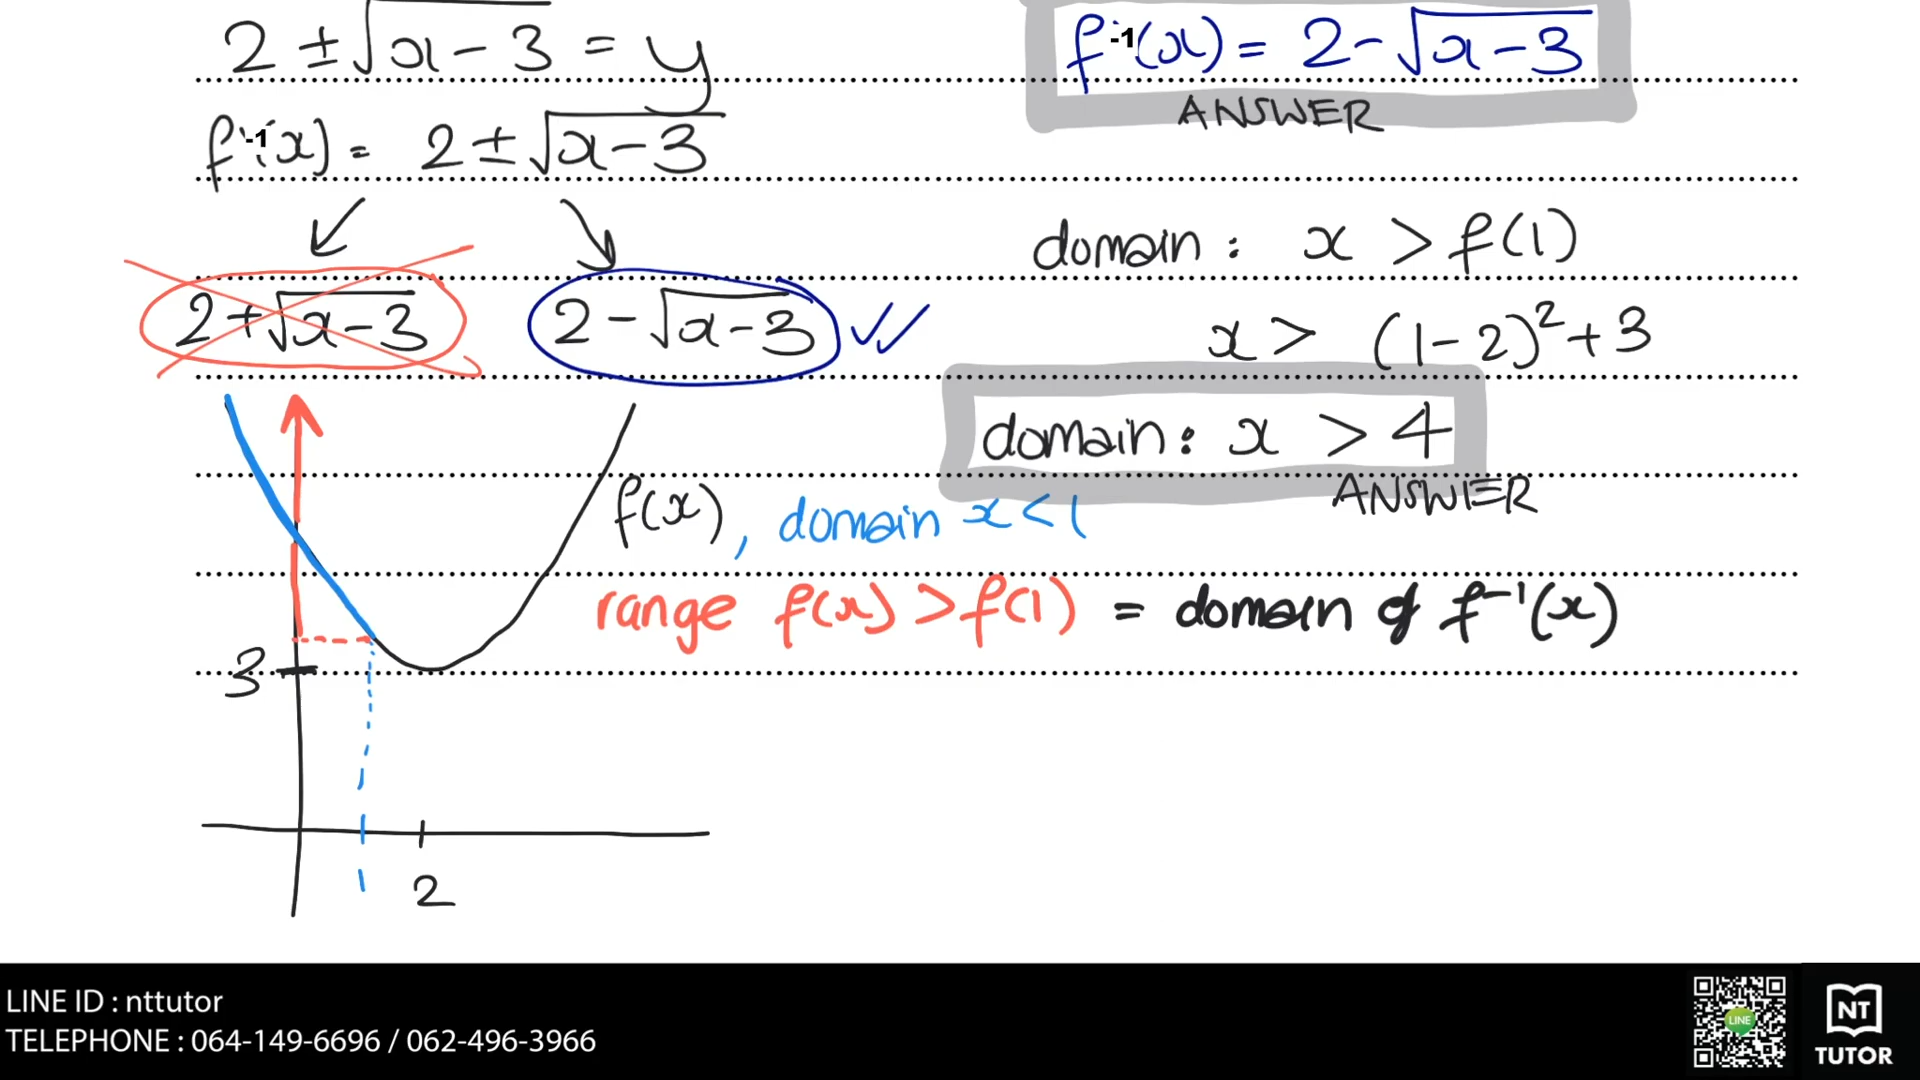 2 ± √x-3 = y
f⁻¹(x) = 2 ± √x-3
2+√x-3 2-√x-3
f⁻¹(x) = 2-√x-3
ANSWER
domain : x > f(1)
x > (1-2)²+3
domain : x > 4
ANSWER
f(x), domain x<1
range f(x) > f(1) = domain of f⁻¹(x)
3
2
LINE ID : nttutor
TELEPHONE : 064-149-6696 / 062-496-3966
LINE
NT
TUTOR